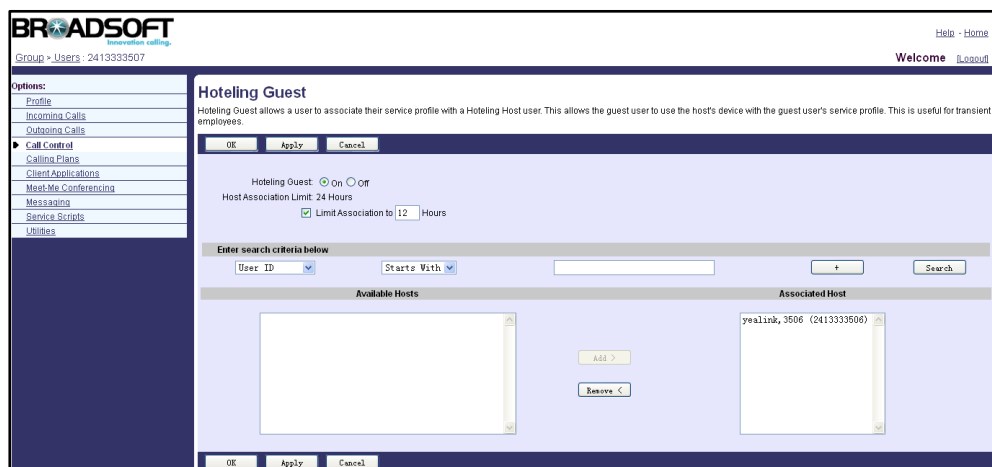 BROADSOFT
Innovation calling.
Help - Home
Group > Users : 2413333507
Welcome [Logout]
Options:
Profile
Incoming Calls
Outgoing Calls
Call Control
Calling Plans
Client Applications
Meet-Me Conferencing
Messaging
Service Scripts
Utilities
Hoteling Guest
Hoteling Guest allows a user to associate their service profile with a Hoteling Host user. This allows the guest user to use the host's device with the guest user's service profile. This is useful for transient
employees.
OK Apply Cancel
Hoteling Guest: On Off
Host Association Limit: 24 Hours
Limit Association to 12 Hours
Enter search criteria below
User ID Starts With + Search
Available Hosts Associated Host
yealink,3506 (2413333506)
Add >
Remove <
OK Apply Cancel